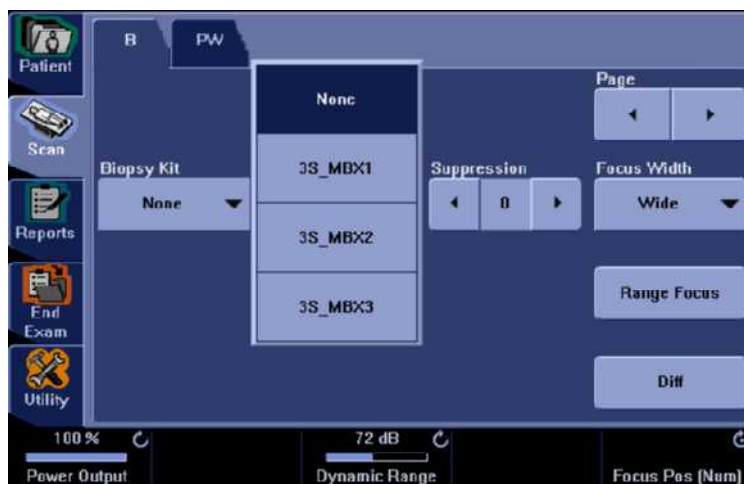 Patient
Scan
Reports
End
Exam
Utility
B
PW
Biopsy Kit
None
None
3S_MBX1
3S_MBX2
3S_MBX3
Suppression
0
Page
Focus Width
Wide
Range Focus
Diff
100 %
Power Output
72 dB
Dynamic Range
Focus Pos (Num)